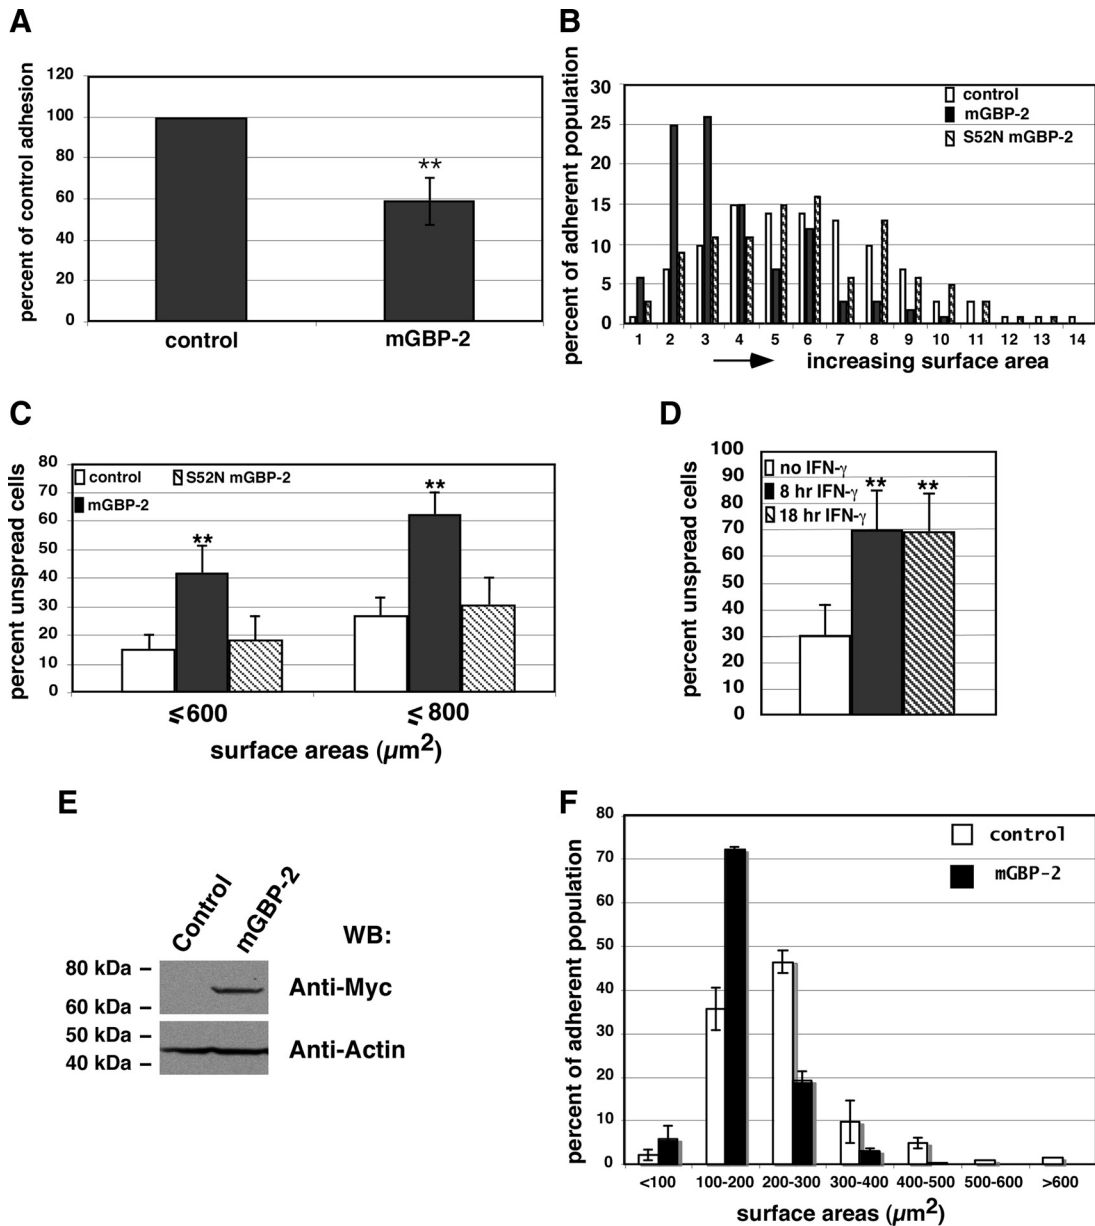 A
percent of control adhesion
120
100
80
60
40
20
0
**
control
mGBP-2
B
percent of adherent population
30
25
20
15
10
5
0
control
mGBP-2
S52N mGBP-2
1 2 3 4 5 6 7 8 9 10 11 12 13 14
increasing surface area
C
percent unspread cells
80
70
60
50
40
30
20
10
0
control
S52N mGBP-2
mGBP-2
**
**
⩽600
⩽800
surface areas (µm²)
D
percent unspread cells
100
90
80
70
60
50
40
30
20
10
0
no IFN-γ
8 hr IFN-γ
18 hr IFN-γ
**
**
E
Control
mGBP-2
WB:
80 kDa –
60 kDa –
Anti-Myc
50 kDa –
40 kDa –
Anti-Actin
F
percent of adherent population
80
70
60
50
40
30
20
10
0
control
mGBP-2
<100 100-200 200-300 300-400 400-500 500-600 >600
surface areas (µm²)